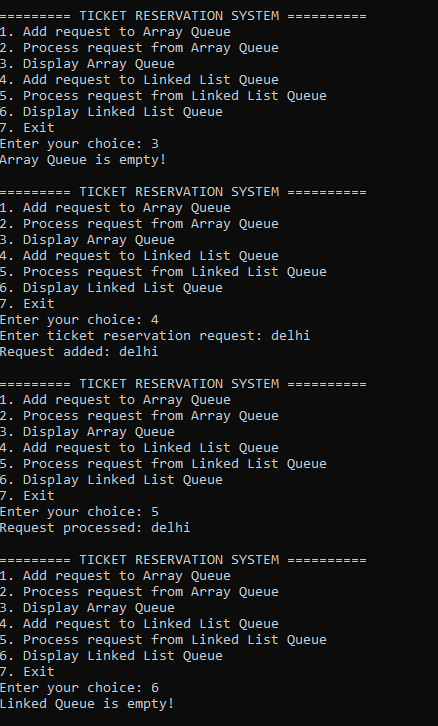 ========= TICKET RESERVATION SYSTEM ==========
1. Add request to Array Queue
2. Process request from Array Queue
3. Display Array Queue
4. Add request to Linked List Queue
5. Process request from Linked List Queue
6. Display Linked List Queue
7. Exit
Enter your choice: 3
Array Queue is empty!
========= TICKET RESERVATION SYSTEM ==========
1. Add request to Array Queue
2. Process request from Array Queue
3. Display Array Queue
4. Add request to Linked List Queue
5. Process request from Linked List Queue
6. Display Linked List Queue
7. Exit
Enter your choice: 4
Enter ticket reservation request: delhi
Request added: delhi
========= TICKET RESERVATION SYSTEM ==========
1. Add request to Array Queue
2. Process request from Array Queue
3. Display Array Queue
4. Add request to Linked List Queue
5. Process request from Linked List Queue
6. Display Linked List Queue
7. Exit
Enter your choice: 5
Request processed: delhi
========= TICKET RESERVATION SYSTEM ==========
1. Add request to Array Queue
2. Process request from Array Queue
3. Display Array Queue
4. Add request to Linked List Queue
5. Process request from Linked List Queue
6. Display Linked List Queue
7. Exit
Enter your choice: 6
Linked Queue is empty!